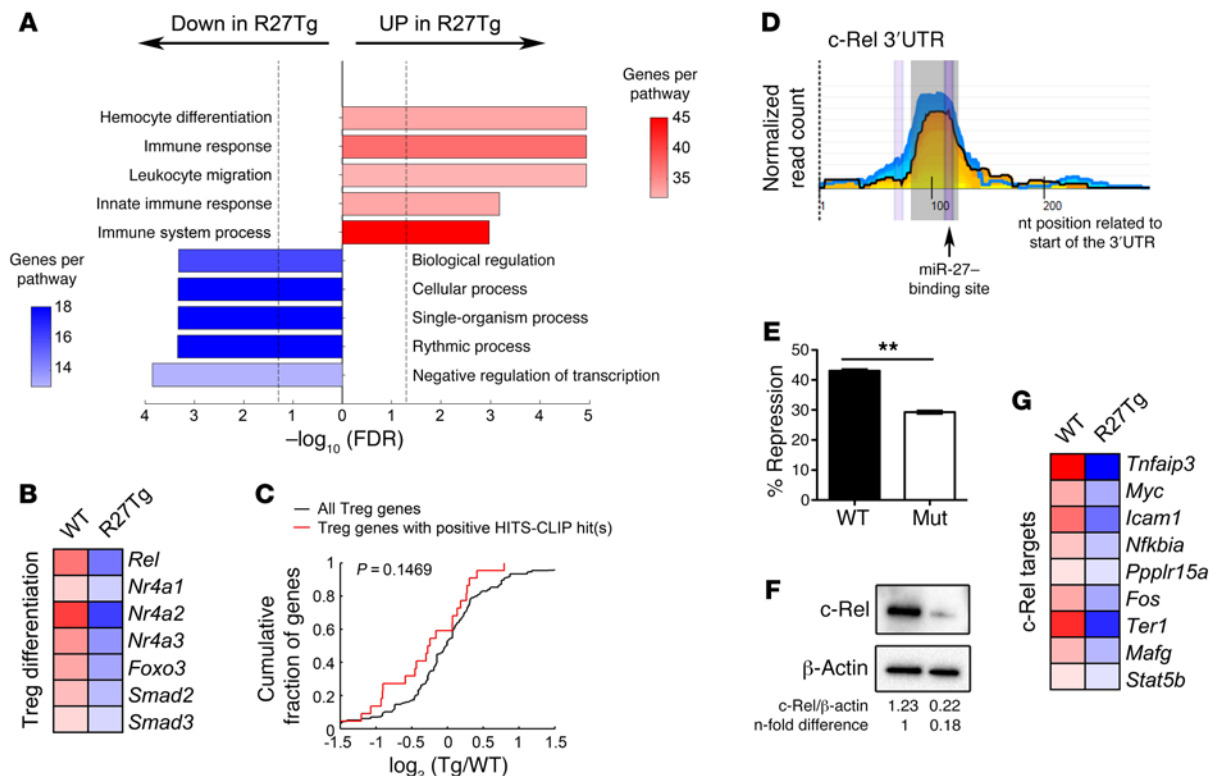 A
Down in R27Tg
UP in R27Tg
Genes per
pathway
45
40
35
Hemocyte differentiation
Immune response
Leukocyte migration
Innate immune response
Immune system process
Biological regulation
Cellular process
Single-organism process
Rythmic process
Negative regulation of transcription
Genes per
pathway
18
16
14
4 3 2 1 0 1 2 3 4 5
–log10 (FDR)
B
WT
R27Tg
Treg differentiation
Rel
Nr4a1
Nr4a2
Nr4a3
Foxo3
Smad2
Smad3
C
All Treg genes
Treg genes with positive HITS-CLIP hit(s)
P = 0.1469
Cumulative
fraction of genes
1
0.8
0.6
0.4
0.2
0
-1.5 -1 -0.5 0 0.5 1 1.5
log2 (Tg/WT)
D
c-Rel 3′UTR
Normalized
read count
1
100
200
nt position related to
start of the 3′UTR
miR-27–
binding site
E
**
% Repression
50
40
30
20
10
0
WT Mut
F
c-Rel
β-Actin
c-Rel/β-actin 1.23 0.22
n-fold difference 1 0.18
G
WT
R27Tg
c-Rel targets
Tnfaip3
Myc
Icam1
Nfkbia
Ppplr15a
Fos
Ter1
Mafg
Stat5b